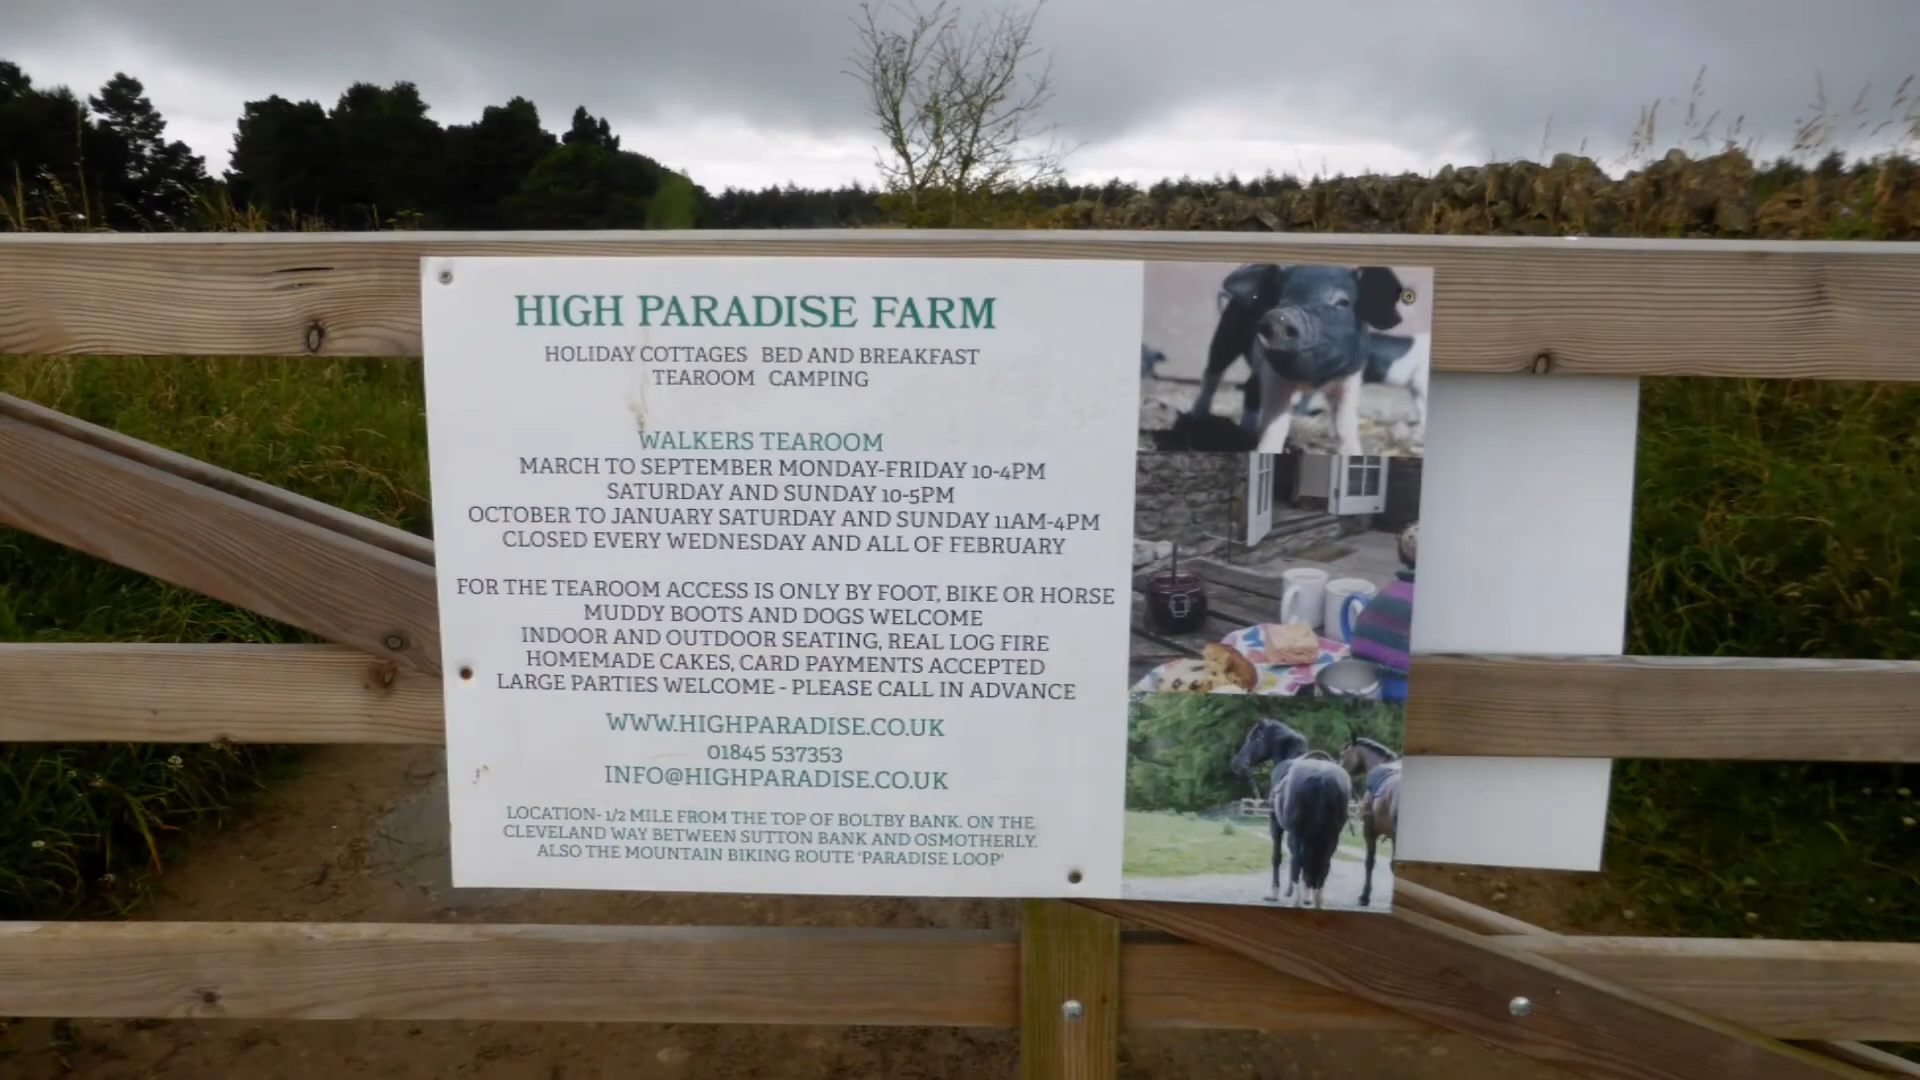 HIGH PARADISE FARM
HOLIDAY COTTAGES BED AND BREAKFAST
TEAROOM CAMPING
WALKERS TEAROOM
MARCH TO SEPTEMBER MONDAY-FRIDAY 10-4PM
SATURDAY AND SUNDAY 10-5PM
OCTOBER TO JANUARY SATURDAY AND SUNDAY 11AM-4PM
CLOSED EVERY WEDNESDAY AND ALL OF FEBRUARY
FOR THE TEAROOM ACCESS IS ONLY BY FOOT, BIKE OR HORSE
MUDDY BOOTS AND DOGS WELCOME
INDOOR AND OUTDOOR SEATING, REAL LOG FIRE
HOMEMADE CAKES, CARD PAYMENTS ACCEPTED
LARGE PARTIES WELCOME - PLEASE CALL IN ADVANCE
WWW.HIGHPARADISE.CO.UK
01845 537353
INFO@HIGHPARADISE.CO.UK
LOCATION- 1/2 MILE FROM THE TOP OF BOLTBY BANK. ON THE
CLEVELAND WAY BETWEEN SUTTON BANK AND OSMOTHERLY.
ALSO THE MOUNTAIN BIKING ROUTE 'PARADISE LOOP'